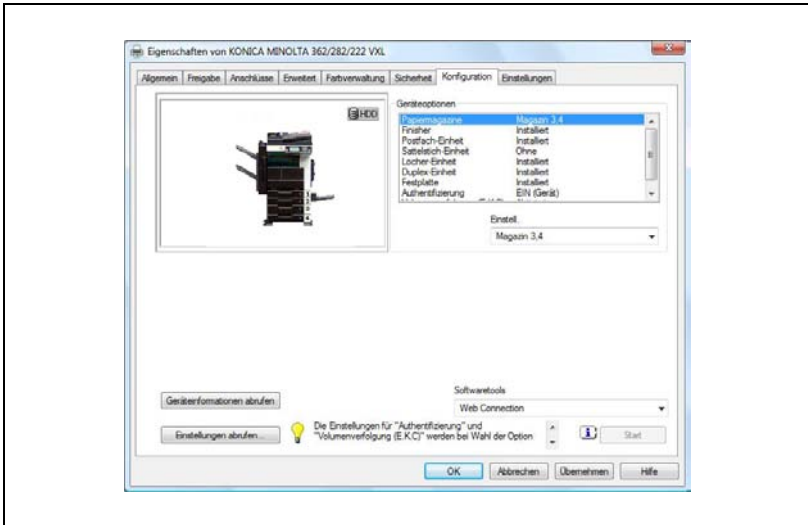 Eigenschaften von KONICA MINOLTA 362/282/222 VXL
Allgemein Freigabe Anschlüsse Erweitert Farbverwaltung Sicherheit Konfiguration Einstellungen
HDD
Geräteoptionen
Papiermagazine Magazin 3,4
Finisher Installiert
Postfach-Einheit Installiert
Sattelstich-Einheit Ohne
Locher-Einheit Installiert
Duplex-Einheit Installiert
Festplatte Installiert
Authentifizierung EIN (Gerät)
Einstell.
Magazin 3,4
Softwaretools
Geräteinformationen abrufen
Web Connection
Einstellungen abrufen...
Die Einstellungen für "Authentifizierung" und
"Volumenverfolgung (E.K.C)" werden bei Wahl der Option
Start
OK Abbrechen Übernehmen Hilfe